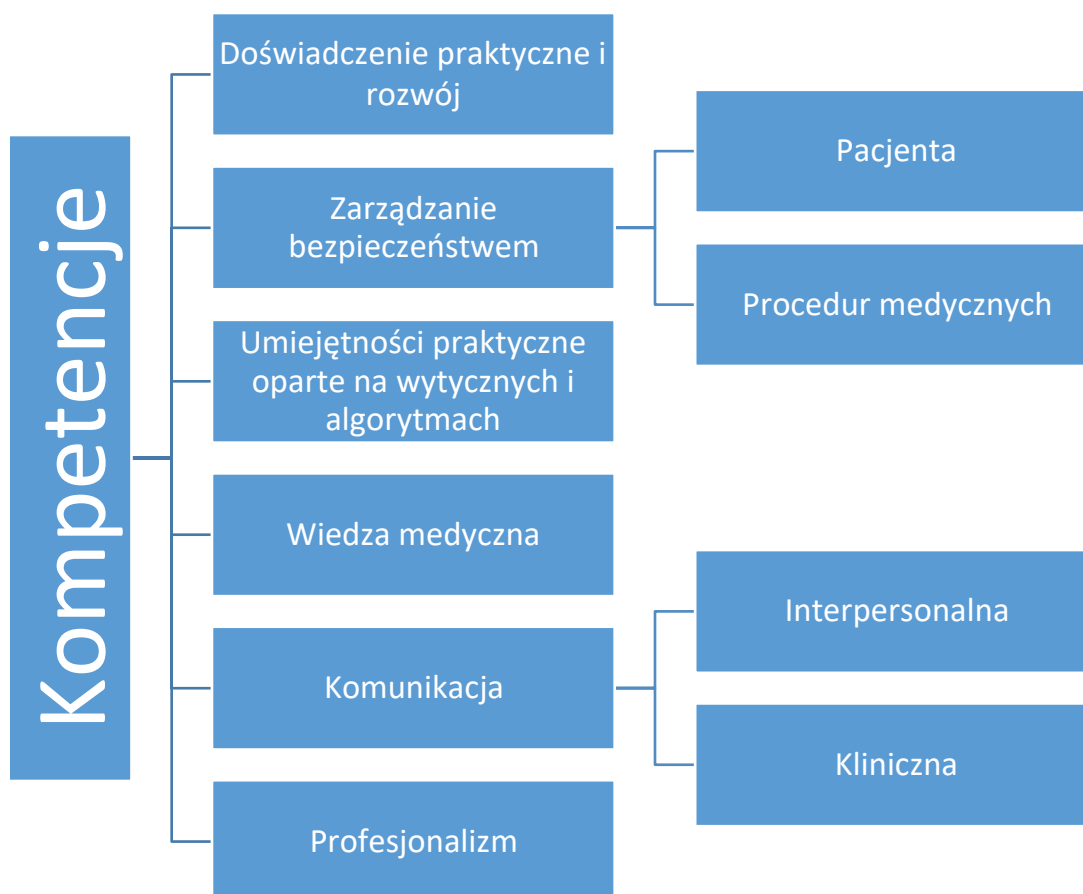 Kompetencje
Doświadczenie praktyczne i
rozwój
Zarządzanie
bezpieczeństwem
Pacjenta
Procedur medycznych
Umiejętności praktyczne
oparte na wytycznych i
algorytmach
Wiedza medyczna
Komunikacja
Interpersonalna
Kliniczna
Profesjonalizm